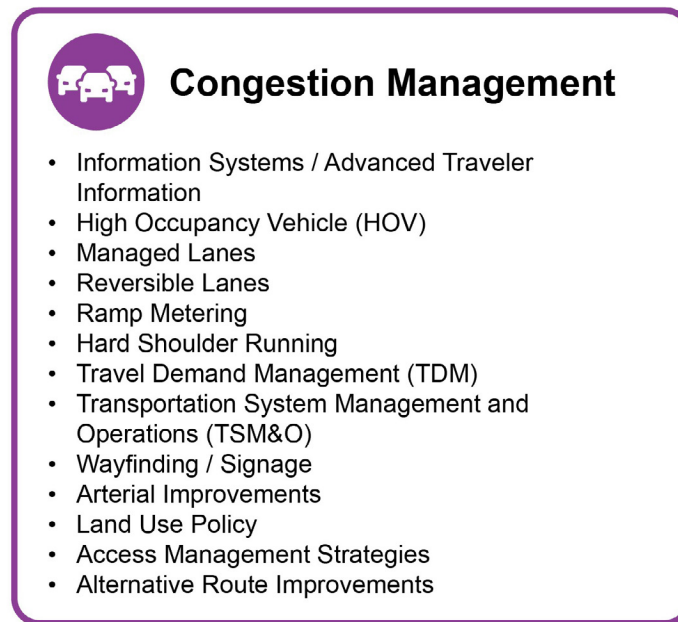 Congestion Management
• Information Systems / Advanced Traveler
Information
• High Occupancy Vehicle (HOV)
• Managed Lanes
• Reversible Lanes
• Ramp Metering
• Hard Shoulder Running
• Travel Demand Management (TDM)
• Transportation System Management and
Operations (TSM&O)
• Wayfinding / Signage
• Arterial Improvements
• Land Use Policy
• Access Management Strategies
• Alternative Route Improvements